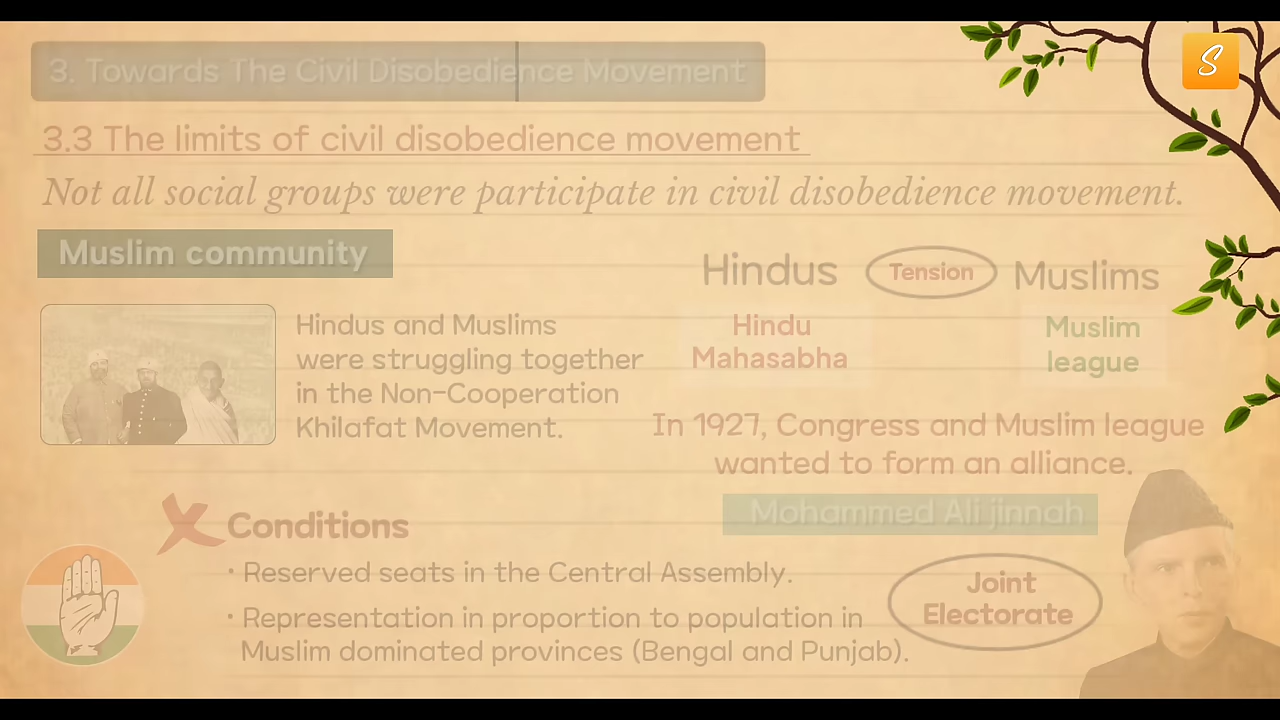 3. Towards The Civil Disobedience Movement
S
3.3 The limits of civil disobedience movement
Not all social groups were participate in civil disobedience movement.
Muslim community
Hindus
Tension
Muslims
Hindus and Muslims
were struggling together
in the Non-Cooperation
Khilafat Movement.
Hindu
Mahasabha
Muslim
league
In 1927, Congress and Muslim league
wanted to form an alliance.
Mohammed Ali jinnah
Conditions
• Reserved seats in the Central Assembly.
• Representation in proportion to population in
Muslim dominated provinces (Bengal and Punjab).
Joint
Electorate